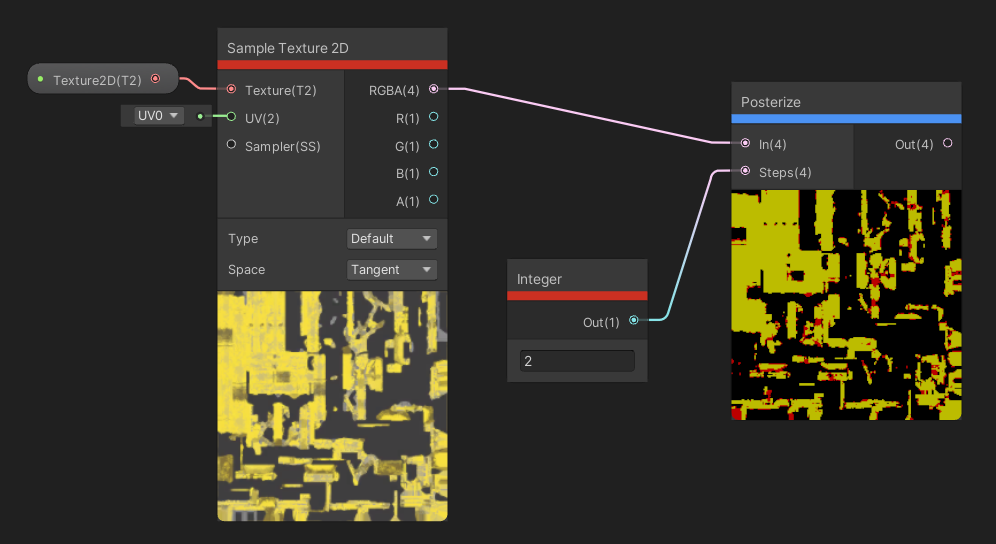 Texture2D(T2)
UV0
Sample Texture 2D
Texture(T2)
RGBA(4)
UV(2)
R(1)
Sampler(SS)
G(1)
B(1)
A(1)
Type
Default
Space
Tangent
Integer
Out(1)
2
Posterize
In(4)
Out(4)
Steps(4)